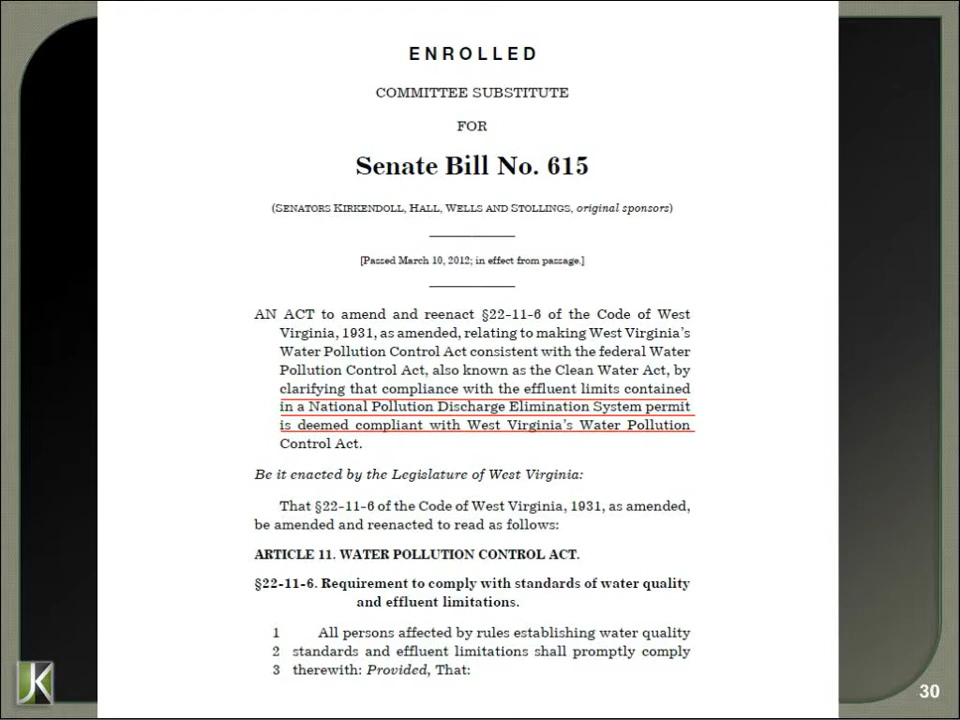 ENROLLED
COMMITTEE SUBSTITUTE
FOR
Senate Bill No. 615
(SENATORS KIRKENDOLL, HALL, WELLS AND STOLLINGS, original sponsors)
[Passed March 10, 2012; in effect from passage.]
AN ACT to amend and reenact §22-11-6 of the Code of West
Virginia, 1931, as amended, relating to making West Virginia's
Water Pollution Control Act consistent with the federal Water
Pollution Control Act, also known as the Clean Water Act, by
clarifying that compliance with the effluent limits contained
in a National Pollution Discharge Elimination System permit
is deemed compliant with West Virginia's Water Pollution
Control Act.
Be it enacted by the Legislature of West Virginia:
That §22-11-6 of the Code of West Virginia, 1931, as amended,
be amended and reenacted to read as follows:
ARTICLE 11. WATER POLLUTION CONTROL ACT.
§22-11-6. Requirement to comply with standards of water quality
and effluent limitations.
1 All persons affected by rules establishing water quality
2 standards and effluent limitations shall promptly comply
3 therewith: Provided, That:
JK
30